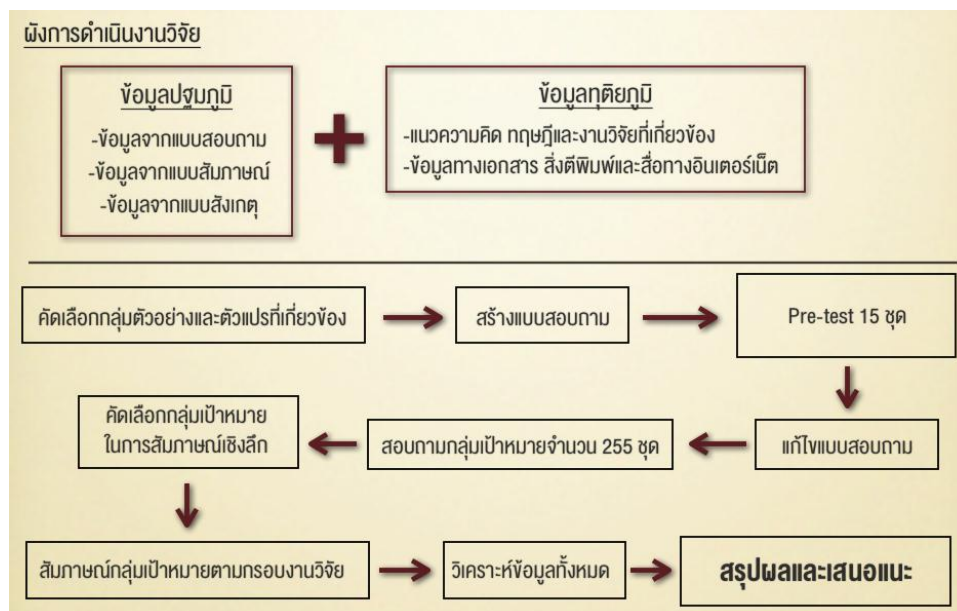 ผังการดำเนินงานวิจัย
ข้อมูลปฐมภูมิ
-ข้อมูลจากแบบสอบถาม
-ข้อมูลจากแบบสัมภาษณ์
-ข้อมูลจากแบบสังเกตุ
ข้อมูลทุติยภูมิ
-แนวความคิด ทฤษฎีและงานวิจัยที่เกี่ยวข้อง
-ข้อมูลทางเอกสาร สิ่งตีพิมพ์และสื่อทางอินเตอร์เน็ต
คัดเลือกกลุ่มตัวอย่างและตัวแปรที่เกี่ยวข้อง
สร้างแบบสอบถาม
Pre-test 15 ชุด
แก้ไขแบบสอบถาม
สอบถามกลุ่มเป้าหมายจำนวน 255 ชุด
คัดเลือกกลุ่มเป้าหมาย
ในการสัมภาษณ์เชิงลึก
สัมภาษณ์กลุ่มเป้าหมายตามกรอบงานวิจัย
วิเคราะห์ข้อมูลทั้งหมด
สรุปผลและเสนอแนะ